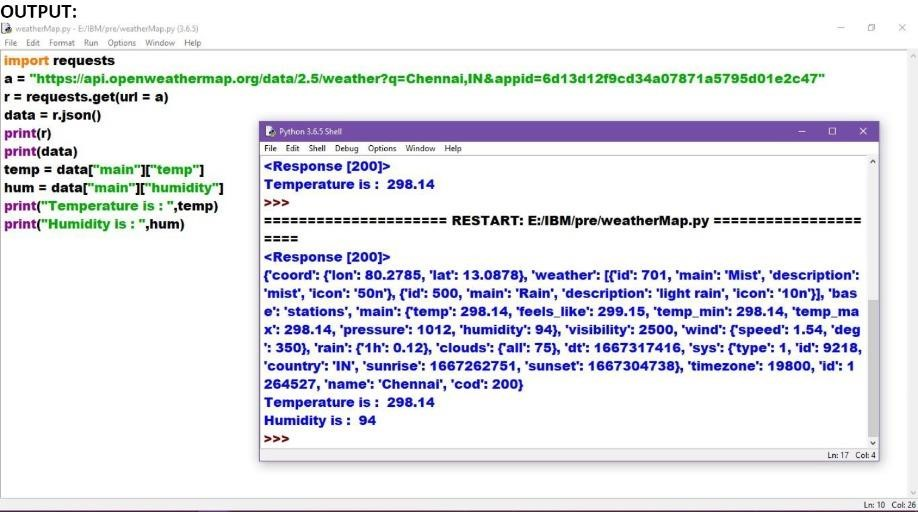 OUTPUT:
weatherMap.py - E:/IBM/pre/weatherMap.py (3.6.5)
File Edit Format Run Options Window Help
import requests
a = "https://api.openweathermap.org/data/2.5/weather?q=Chennai,IN&appid=6d13d12f9cd34a07871a5795d01e2c47"
r = requests.get(url = a)
data = r.json()
print(r)
print(data)
temp = data["main"]["temp"]
hum = data["main"]["humidity"]
print("Temperature is : ",temp)
print("Humidity is : ",hum)
Python 3.6.5 Shell
File Edit Shell Debug Options Window Help
<Response [200]>
Temperature is :  298.14
>>>
===================== RESTART: E:/IBM/pre/weatherMap.py =================
====
<Response [200]>
{'coord': {'lon': 80.2785, 'lat': 13.0878}, 'weather': [{'id': 701, 'main': 'Mist', 'description':
'mist', 'icon': '50n'}, {'id': 500, 'main': 'Rain', 'description': 'light rain', 'icon': '10n'}], 'bas
e': 'stations', 'main': {'temp': 298.14, 'feels_like': 299.15, 'temp_min': 298.14, 'temp_ma
x': 298.14, 'pressure': 1012, 'humidity': 94}, 'visibility': 2500, 'wind': {'speed': 1.54, 'deg
': 350}, 'rain': {'1h': 0.12}, 'clouds': {'all': 75}, 'dt': 1667317416, 'sys': {'type': 1, 'id': 9218,
'country': 'IN', 'sunrise': 1667262751, 'sunset': 1667304738}, 'timezone': 19800, 'id': 1
264527, 'name': 'Chennai', 'cod': 200}
Temperature is :  298.14
Humidity is :  94
>>>
Ln: 17 Col: 4
Ln: 10 Col: 26